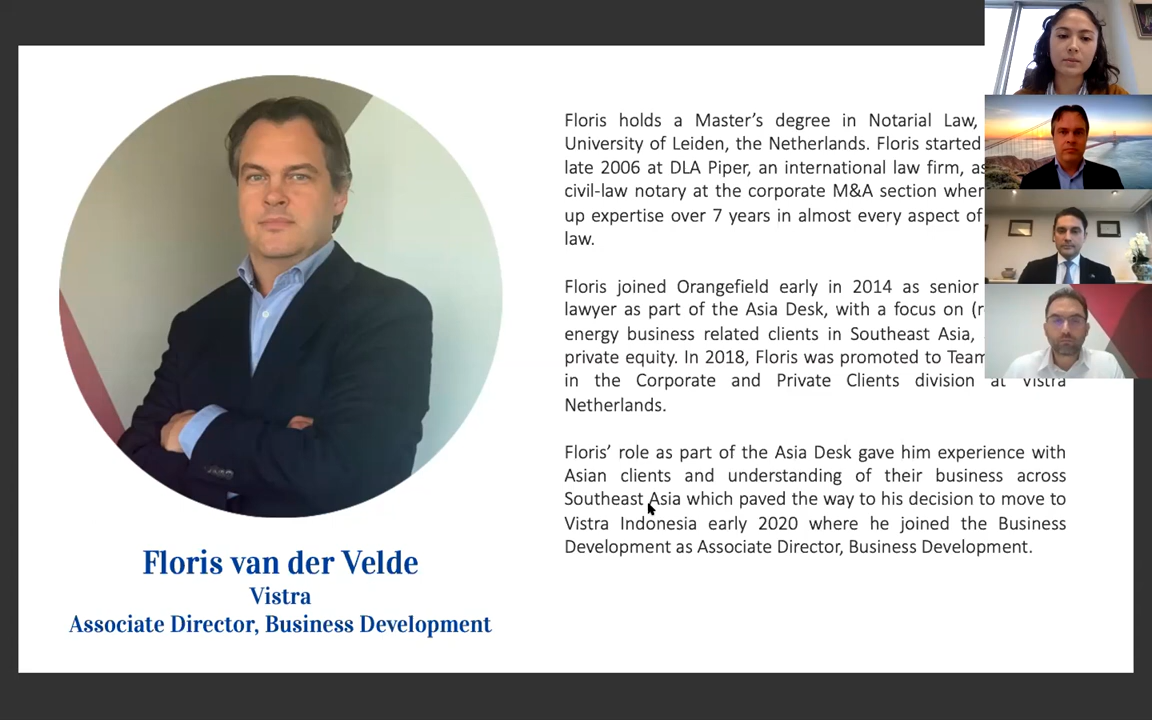 Floris holds a Master’s degree in Notarial Law,
University of Leiden, the Netherlands. Floris started
late 2006 at DLA Piper, an international law firm, as
civil-law notary at the corporate M&A section wher
up expertise over 7 years in almost every aspect of
law.
Floris joined Orangefield early in 2014 as senior
lawyer as part of the Asia Desk, with a focus on (r
energy business related clients in Southeast Asia,
private equity. In 2018, Floris was promoted to Team
in the Corporate and Private Clients division at Vistra
Netherlands.
Floris’ role as part of the Asia Desk gave him experience with
Asian clients and understanding of their business across
Southeast Asia which paved the way to his decision to move to
Vistra Indonesia early 2020 where he joined the Business
Development as Associate Director, Business Development.
Floris van der Velde
Vistra
Associate Director, Business Development